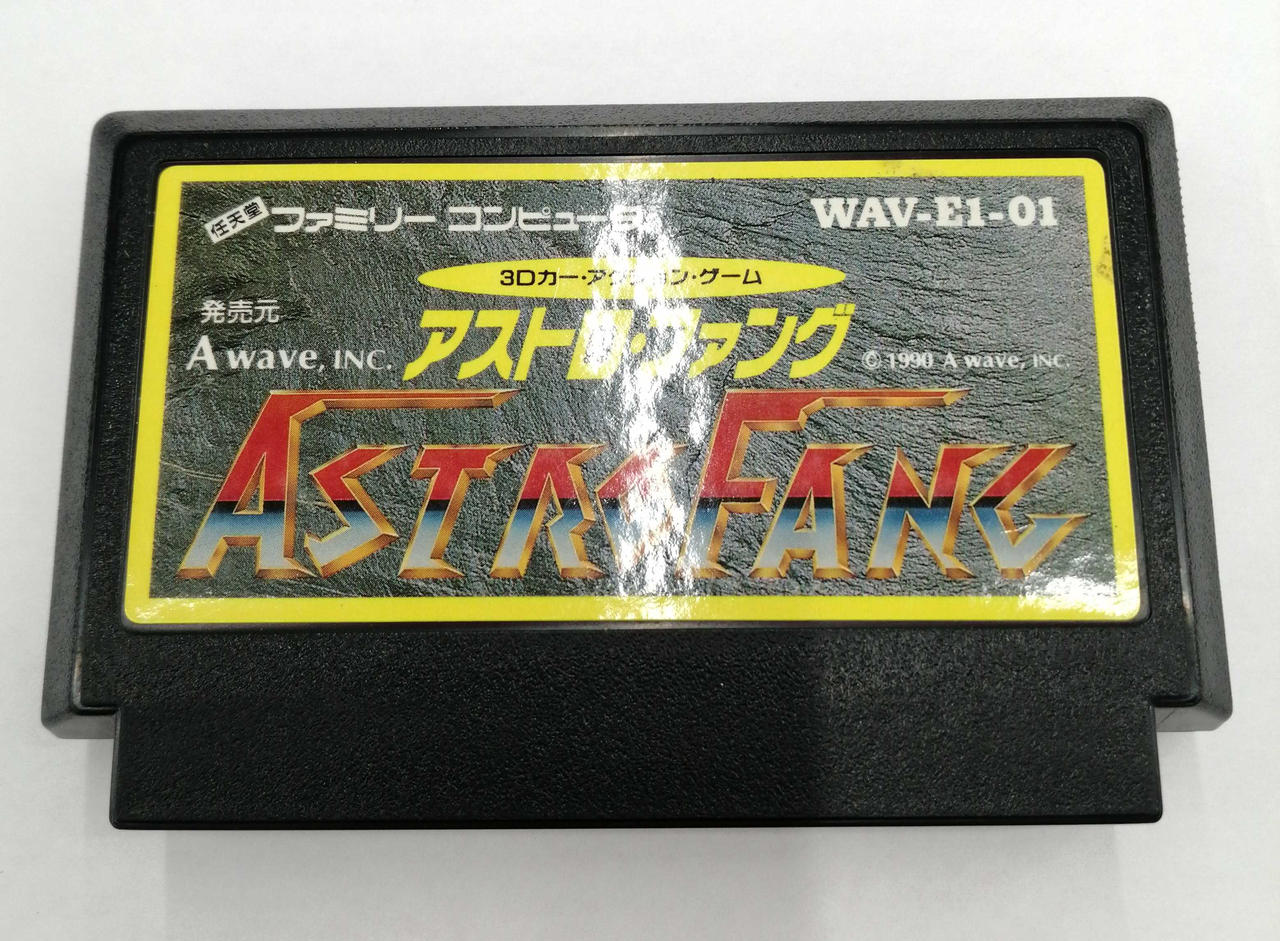 任天堂 ファミリー コンピュータ
WAV-E1-01
3Dカー・アクション・ゲーム
発売元
A wave, INC.
アストロ・ファング
© 1990 A wave, INC.
ASTRO FANG